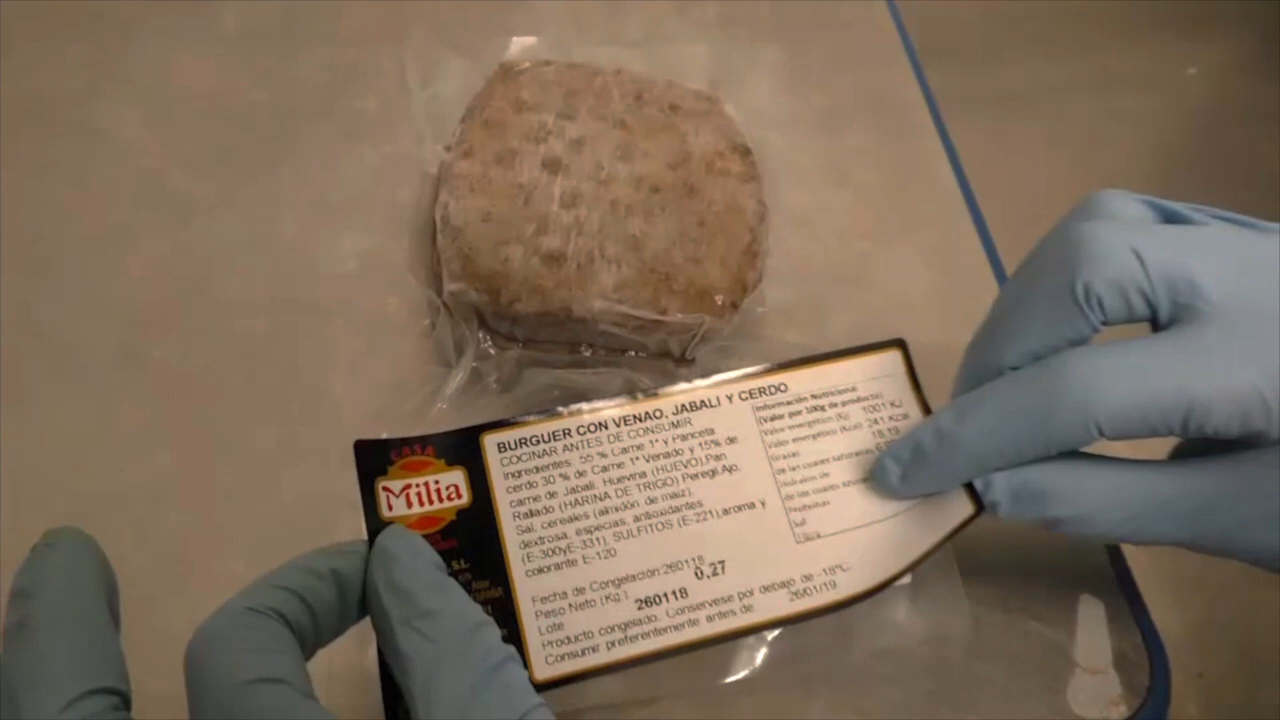 CASA
Milia
S.L.
BURGUER CON VENAO, JABALI Y CERDO
COCINAR ANTES DE CONSUMIR
Ingredientes: 55 % Carne 1ª y Panceta
cerdo 30 % de Carne 1ª Venado y 15% de
carne de Jabalí, Huevina (HUEVO),Pan
Rallado (HARINA DE TRIGO) Peregil,Ajo,
Sal, cereales (almidón de maiz),
dextrosa, especias, antioxidantes
(E-300yE-331), SULFITOS (E-221),aroma y
colorante E-120
Fecha de Congelación:260118
Peso Neto (Kg.) 0,27
Lote 260118
Producto congelado. Consérvese por debajo de -18ºC.
Consumir preferentemente antes de: 26/01/19
Información Nutricional
(Valor por 100g de producto)
Valor energético (Kj) 1001 KJ
Valor energético (Kcal) 241 Kcal
Grasas 18,19
de las cuales saturadas
Hidratos de
de los cuales
Proteínas
Sal
Fibra